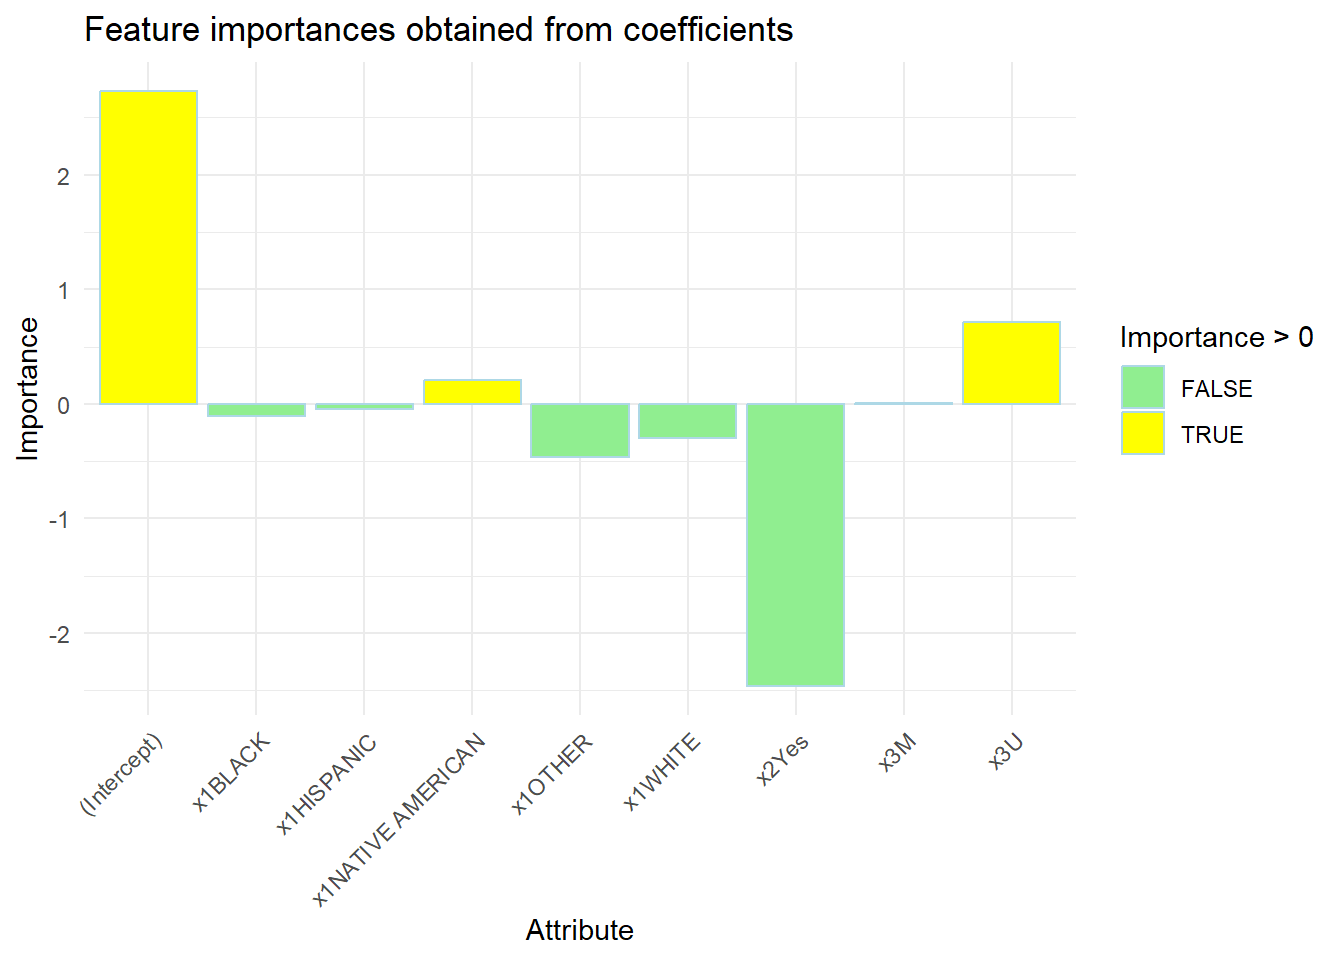 Feature importances obtained from coefficients
Importance
2
1
0
-1
-2
(Intercept)
x1BLACK
x1HISPANIC
x1NATIVE AMERICAN
x1OTHER
x1WHITE
x2Yes
x3M
x3U
Attribute
Importance > 0
FALSE
TRUE